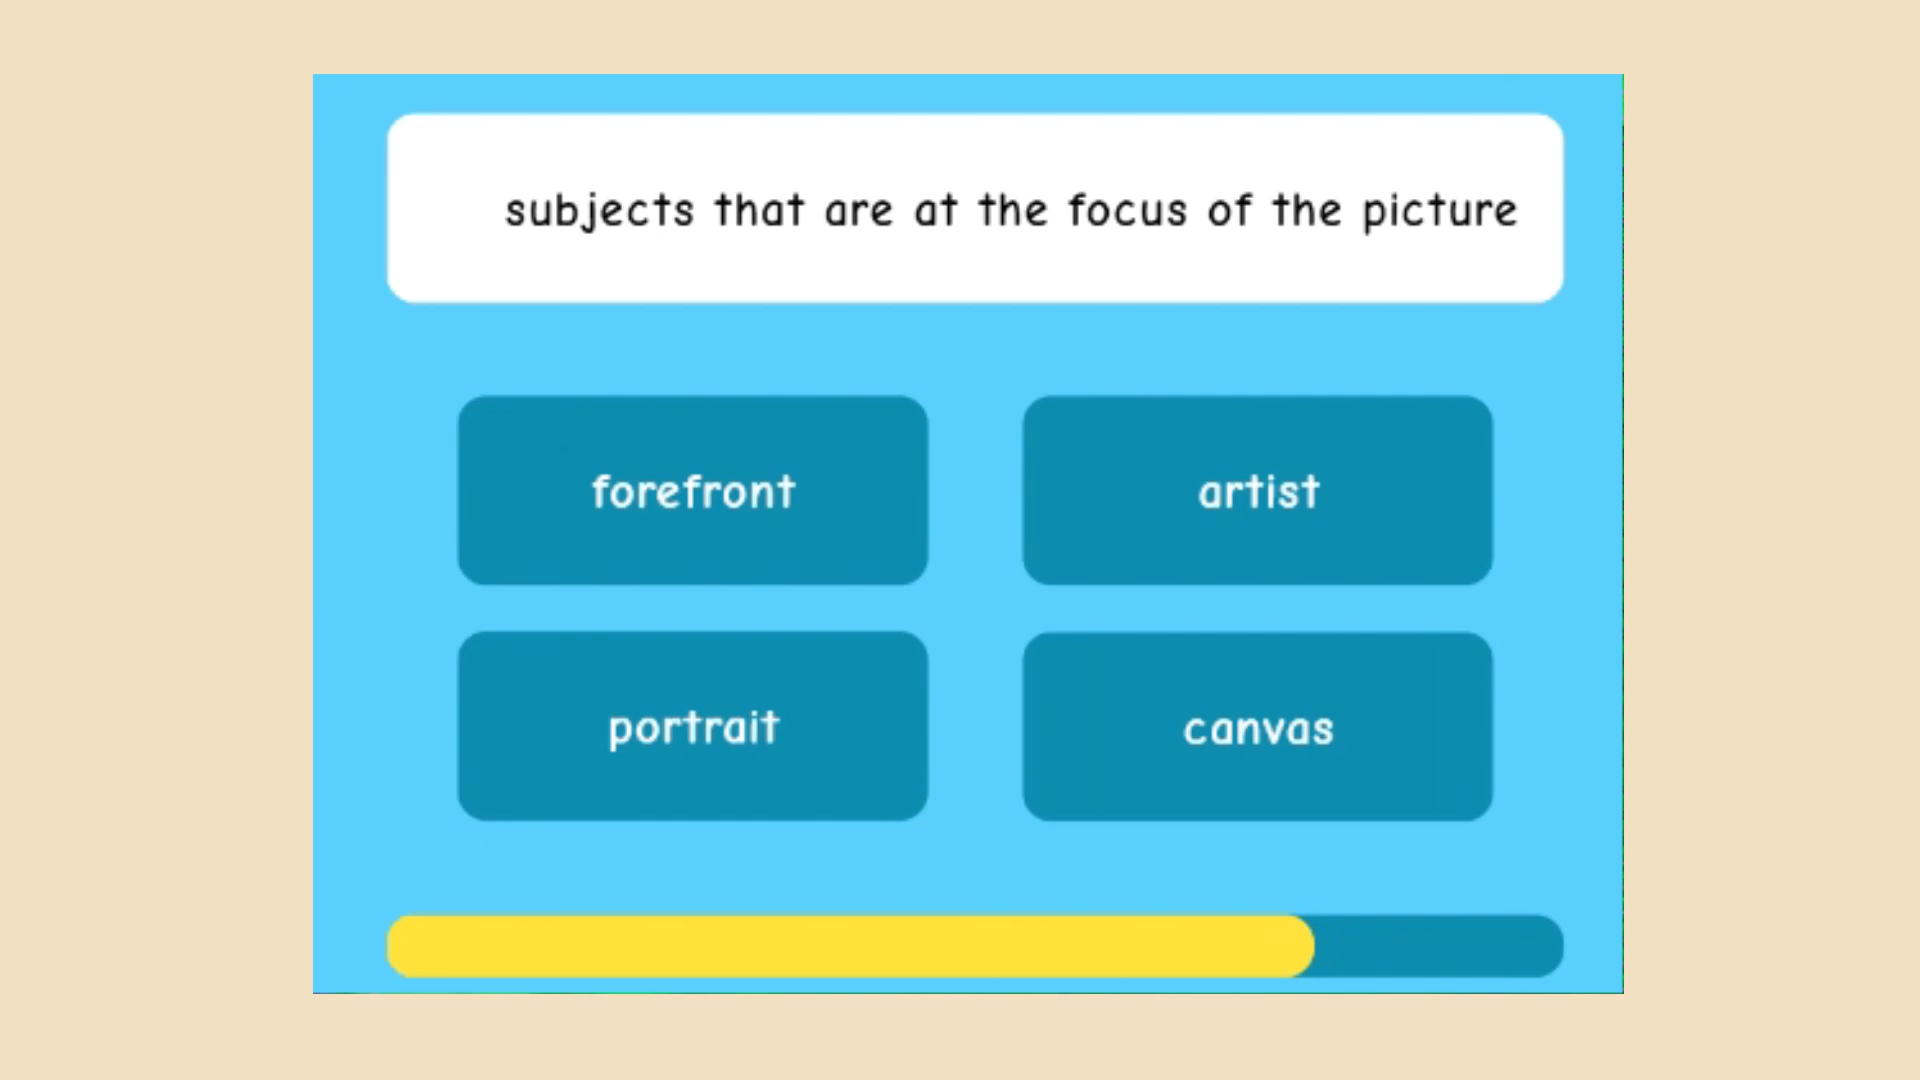 subjects that are at the focus of the picture
forefront
artist
portrait
canvas